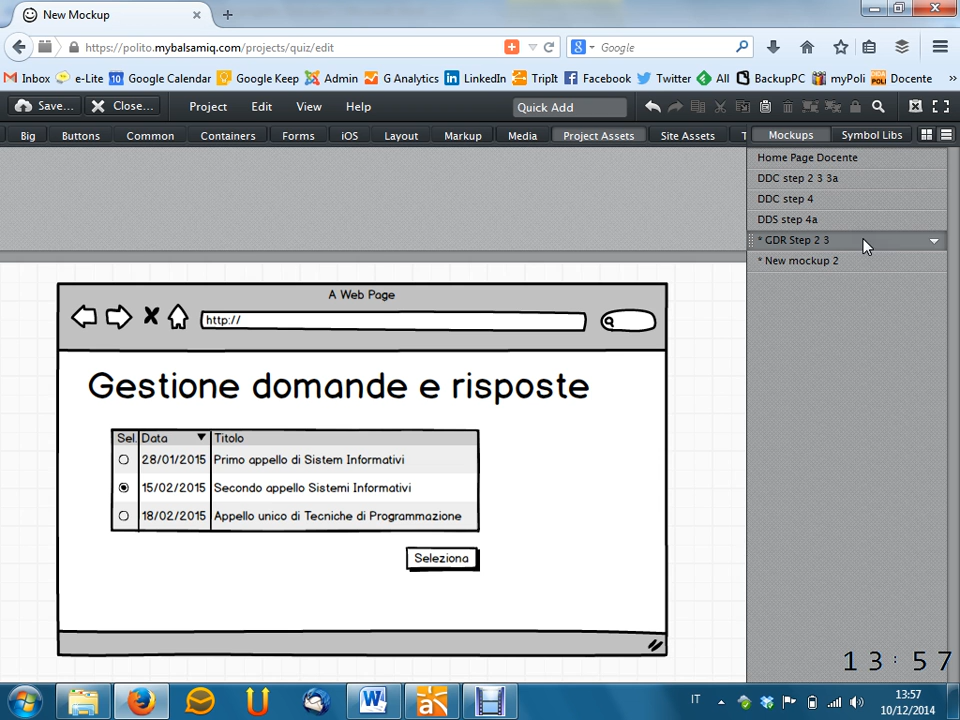 New Mockup
https://polito.mybalsamiq.com/projects/quiz/edit
Google
Inbox e-Lite Google Calendar Google Keep Admin G Analytics LinkedIn TripIt Facebook Twitter All BackupPC myPoli Docente »
Save... Close... Project Edit View Help Quick Add
Big Buttons Common Containers Forms iOS Layout Markup Media Project Assets Site Assets T Mockups Symbol Libs
Home Page Docente
DDC step 2 3 3a
DDC step 4
DDS step 4a
* GDR Step 2 3
* New mockup 2
A Web Page
http://
Gestione domande e risposte
Sel. Data Titolo
28/01/2015 Primo appello di Sistem Informativi
15/02/2015 Secondo appello Sistemi Informativi
18/02/2015 Appello unico di Tecniche di Programmazione
Seleziona
13:57
IT
13:57
10/12/2014